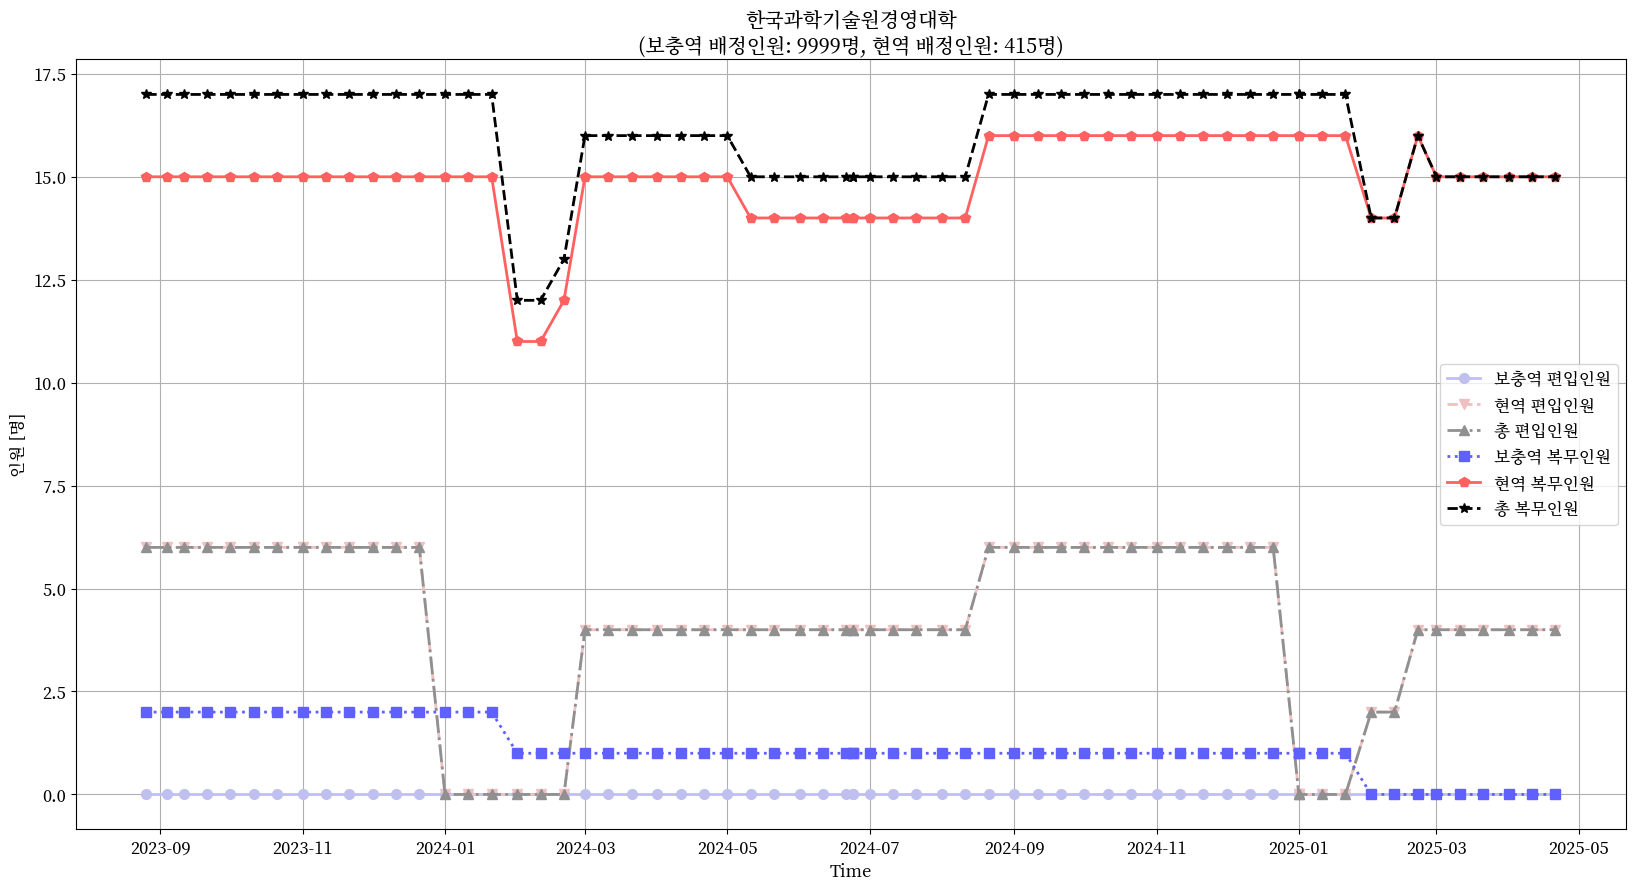 한국과학기술원경영대학
(보충역 배정인원: 9999명, 현역 배정인원: 415명)
인원 [명]
17.5
15.0
12.5
10.0
7.5
5.0
2.5
0.0
보충역 편입인원
현역 편입인원
총 편입인원
보충역 복무인원
현역 복무인원
총 복무인원
2023-09 2023-11 2024-01 2024-03 2024-05 2024-07 2024-09 2024-11 2025-01 2025-03 2025-05
Time